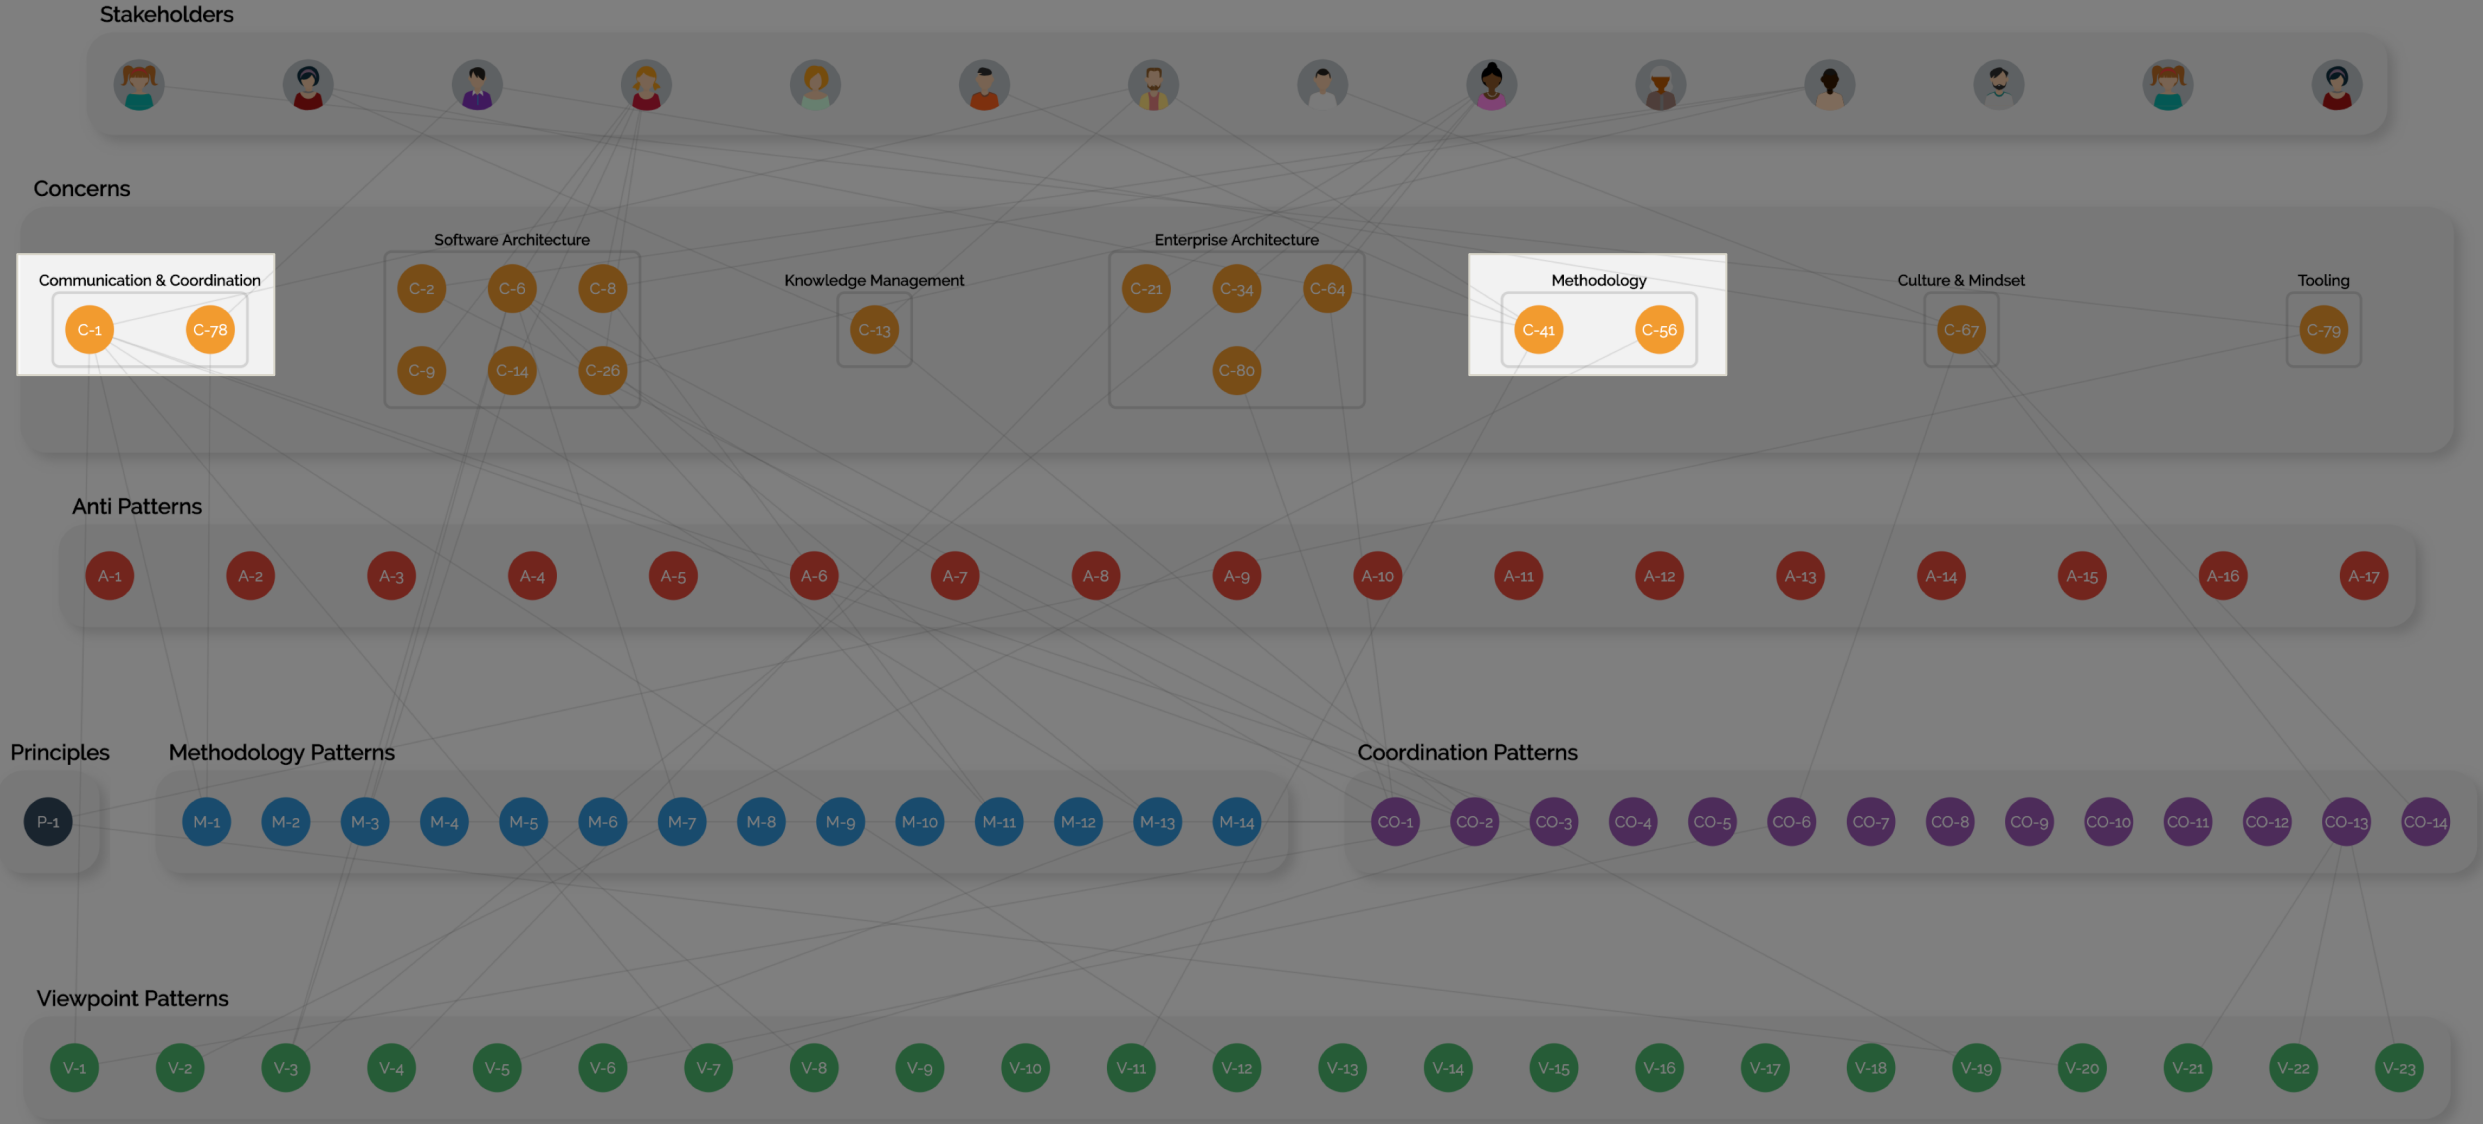 Stakeholders
Concerns
Communication & Coordination
C-1 C-78
Software Architecture
C-2 C-6 C-8
C-9 C-14 C-26
Knowledge Management
C-13
Enterprise Architecture
C-21 C-34 C-64
C-80
Methodology
C-41 C-56
Culture & Mindset
C-67
Tooling
C-79
Anti Patterns
A-1 A-2 A-3 A-4 A-5 A-6 A-7 A-8 A-9 A-10 A-11 A-12 A-13 A-14 A-15 A-16 A-17
Principles
P-1
Methodology Patterns
M-1 M-2 M-3 M-4 M-5 M-6 M-7 M-8 M-9 M-10 M-11 M-12 M-13 M-14
Coordination Patterns
CO-1 CO-2 CO-3 CO-4 CO-5 CO-6 CO-7 CO-8 CO-9 CO-10 CO-11 CO-12 CO-13 CO-14
Viewpoint Patterns
V-1 V-2 V-3 V-4 V-5 V-6 V-7 V-8 V-9 V-10 V-11 V-12 V-13 V-14 V-15 V-16 V-17 V-18 V-19 V-20 V-21 V-22 V-23